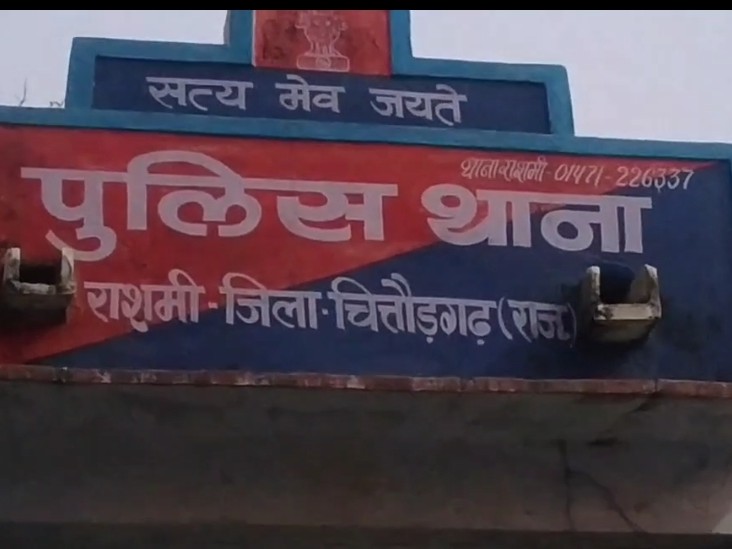 सत्य मेव जयते
थाना राशमी - 01471-226337
पुलिस थाना
राशमी - जिला - चित्तौड़गढ़ (राज.)